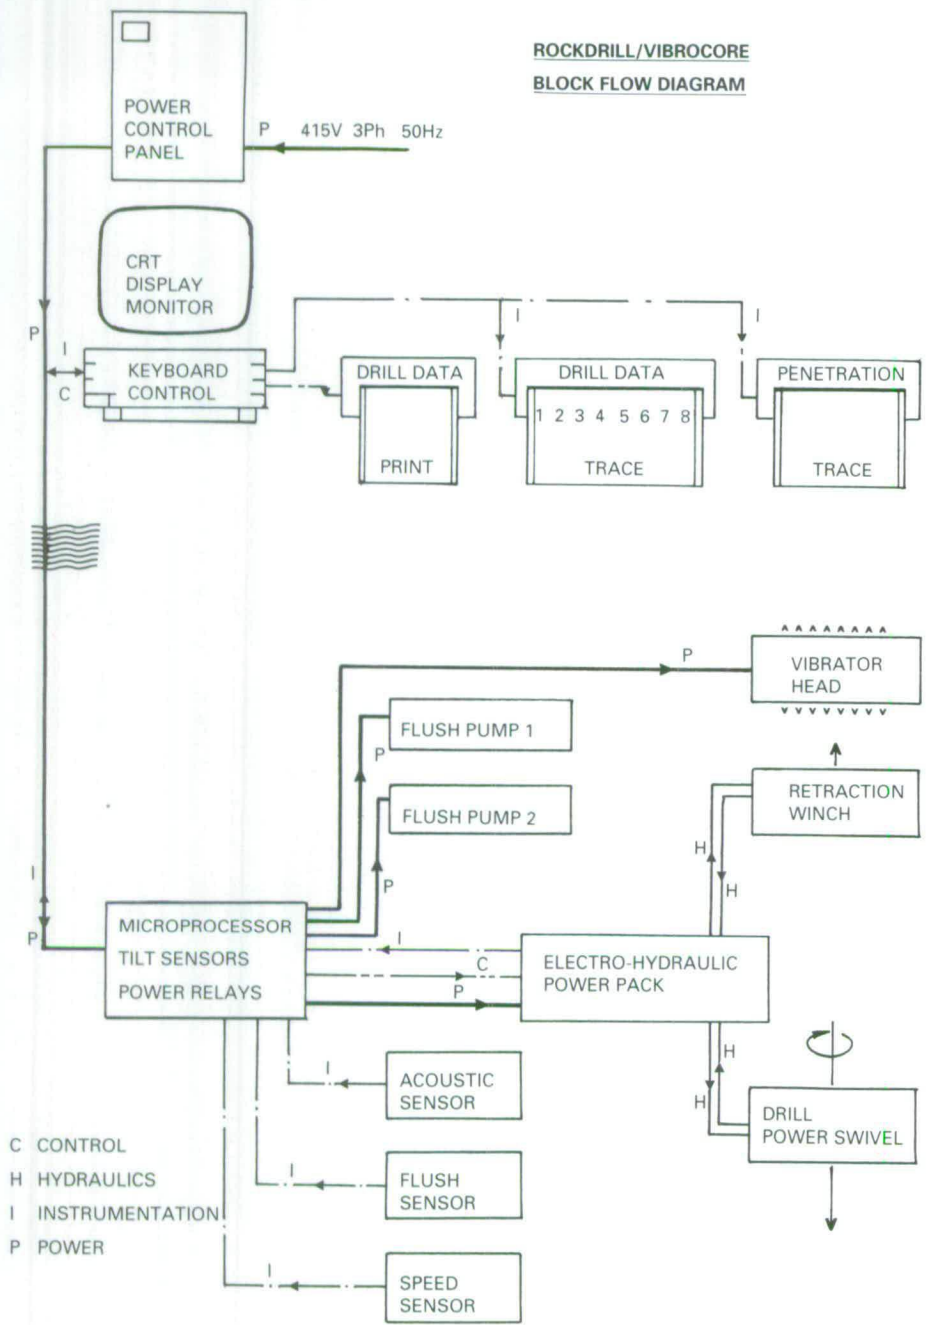 ROCKDRILL/VIBROCORE
BLOCK FLOW DIAGRAM
POWER
CONTROL
PANEL
P 415V 3Ph 50Hz
CRT
DISPLAY
MONITOR
P
I
C
KEYBOARD
CONTROL
I
I
DRILL DATA
PRINT
DRILL DATA
1 2 3 4 5 6 7 8
TRACE
PENETRATION
TRACE
P
VIBRATOR
HEAD
FLUSH PUMP 1
P
FLUSH PUMP 2
P
RETRACTION
WINCH
H
H
I
P
MICROPROCESSOR
TILT SENSORS
POWER RELAYS
I
C
P
ELECTRO-HYDRAULIC
POWER PACK
H
H
DRILL
POWER SWIVEL
I
ACOUSTIC
SENSOR
I
FLUSH
SENSOR
I
SPEED
SENSOR
C CONTROL
H HYDRAULICS
I INSTRUMENTATION
P POWER